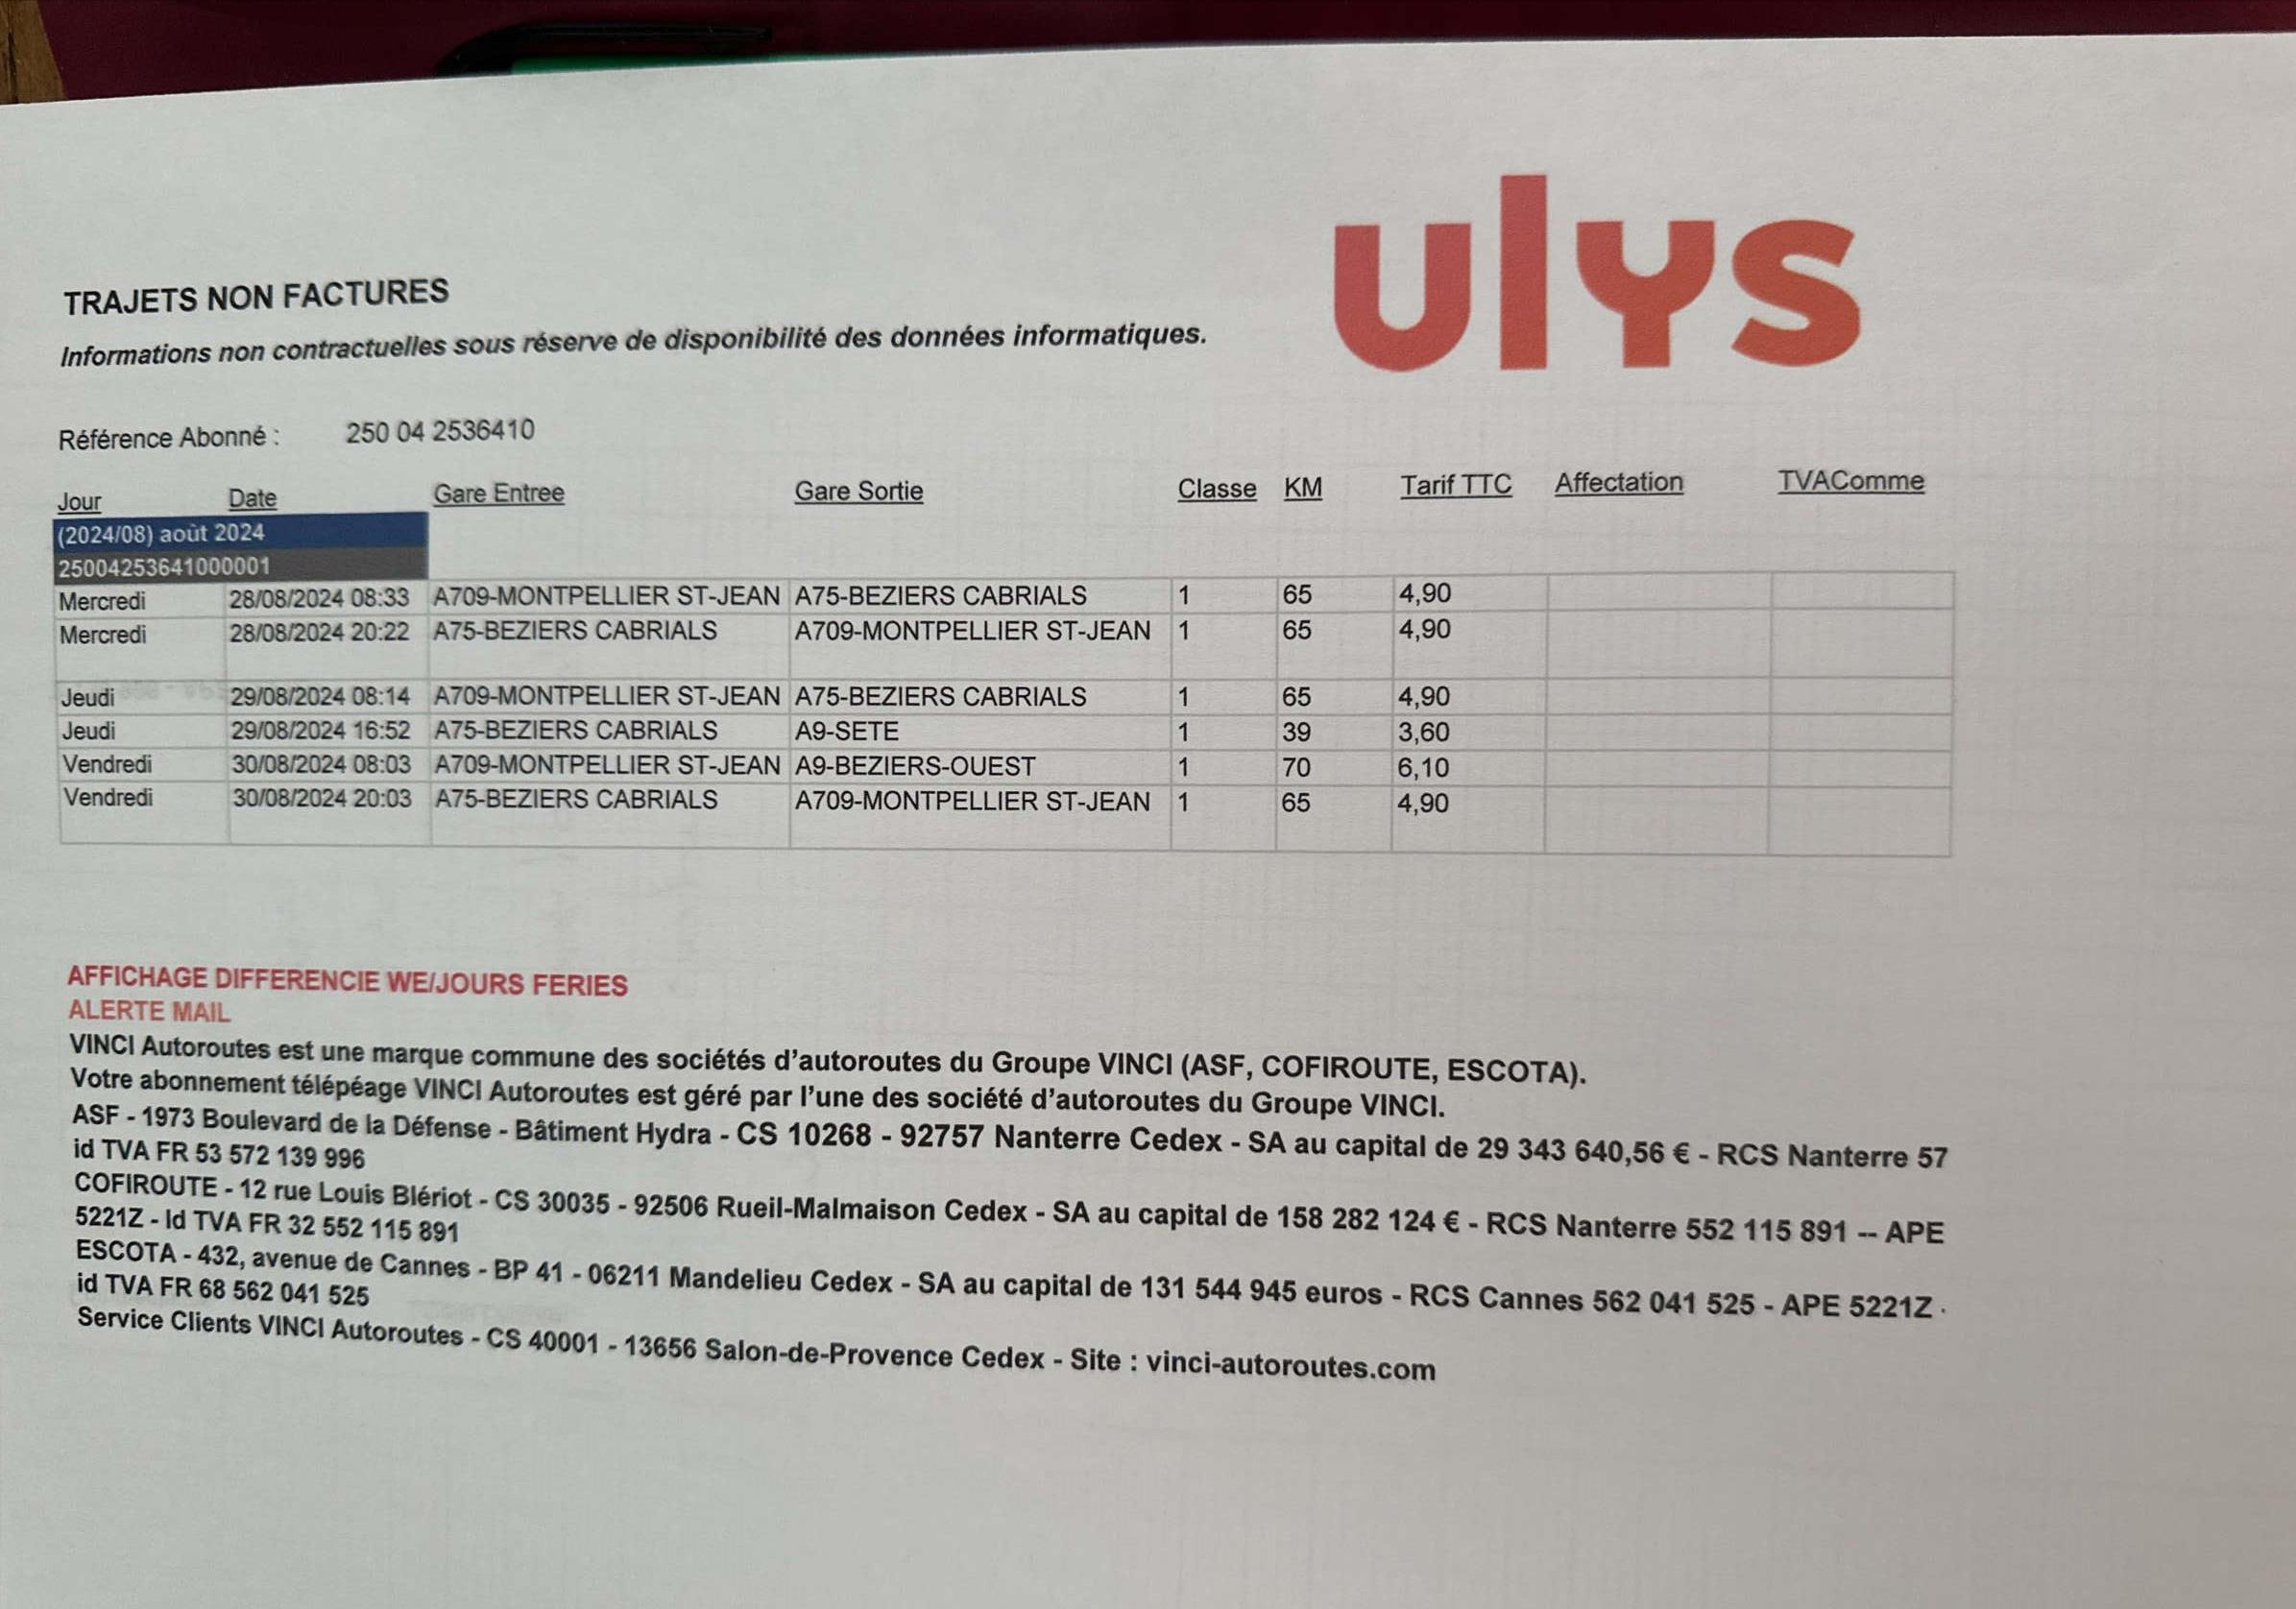 ulys
TRAJETS NON FACTURES
Informations non contractuelles sous réserve de disponibilité des données informatiques.
Référence Abonné : 250 04 2536410
Jour Date Gare Entree Gare Sortie Classe KM Tarif TTC Affectation TVAComme
(2024/08) août 2024
25004253641000001
Mercredi 28/08/2024 08:33 A709-MONTPELLIER ST-JEAN A75-BEZIERS CABRIALS 1 65 4,90
Mercredi 28/08/2024 20:22 A75-BEZIERS CABRIALS A709-MONTPELLIER ST-JEAN 1 65 4,90
Jeudi 29/08/2024 08:14 A709-MONTPELLIER ST-JEAN A75-BEZIERS CABRIALS 1 65 4,90
Jeudi 29/08/2024 16:52 A75-BEZIERS CABRIALS A9-SETE 1 39 3,60
Vendredi 30/08/2024 08:03 A709-MONTPELLIER ST-JEAN A9-BEZIERS-OUEST 1 70 6,10
Vendredi 30/08/2024 20:03 A75-BEZIERS CABRIALS A709-MONTPELLIER ST-JEAN 1 65 4,90
AFFICHAGE DIFFERENCIE WE/JOURS FERIES
ALERTE MAIL
VINCI Autoroutes est une marque commune des sociétés d'autoroutes du Groupe VINCI (ASF, COFIROUTE, ESCOTA).
Votre abonnement télépéage VINCI Autoroutes est géré par l'une des société d'autoroutes du Groupe VINCI.
ASF - 1973 Boulevard de la Défense - Bâtiment Hydra - CS 10268 - 92757 Nanterre Cedex - SA au capital de 29 343 640,56 € - RCS Nanterre 57
id TVA FR 53 572 139 996
COFIROUTE - 12 rue Louis Blériot - CS 30035 - 92506 Rueil-Malmaison Cedex - SA au capital de 158 282 124 € - RCS Nanterre 552 115 891 -- APE
5221Z - Id TVA FR 32 552 115 891
ESCOTA - 432, avenue de Cannes - BP 41 - 06211 Mandelieu Cedex - SA au capital de 131 544 945 euros - RCS Cannes 562 041 525 - APE 5221Z -
id TVA FR 68 562 041 525
Service Clients VINCI Autoroutes - CS 40001 - 13656 Salon-de-Provence Cedex - Site : vinci-autoroutes.com